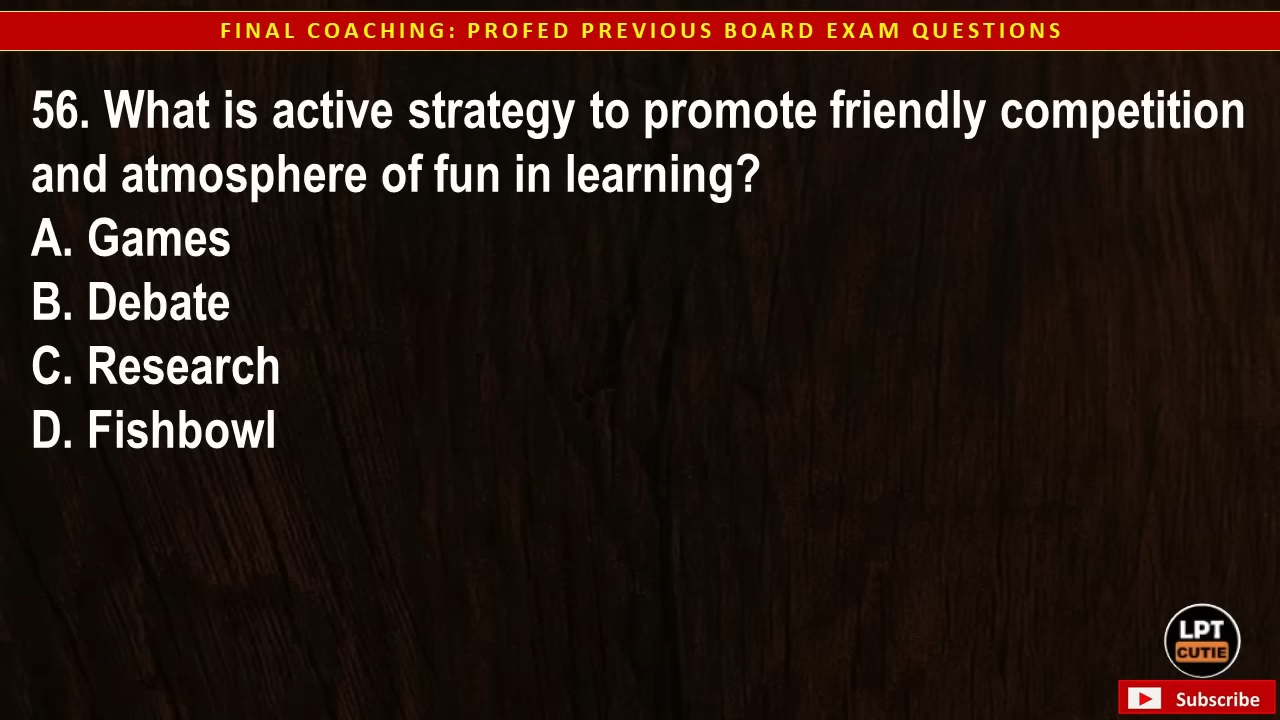 FINAL COACHING: PROFED PREVIOUS BOARD EXAM QUESTIONS
56. What is active strategy to promote friendly competition
and atmosphere of fun in learning?
A. Games
B. Debate
C. Research
D. Fishbowl
LPT
CUTIE
Subscribe